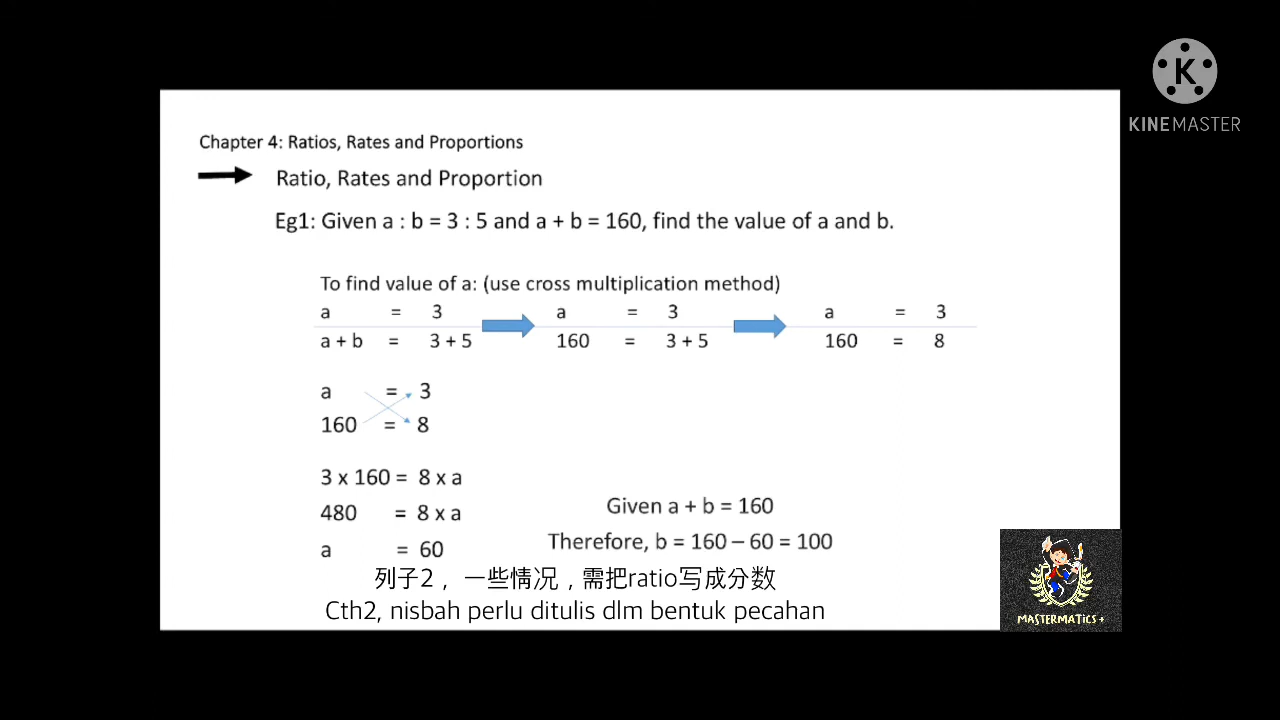 K
KINEMASTER
Chapter 4: Ratios, Rates and Proportions
Ratio, Rates and Proportion
Eg1: Given a : b = 3 : 5 and a + b = 160, find the value of a and b.
To find value of a: (use cross multiplication method)
a = 3 a = 3 a = 3
a + b = 3 + 5 160 = 3 + 5 160 = 8
a = 3
160 = 8
3 x 160 = 8 x a
480 = 8 x a
a = 60
Given a + b = 160
Therefore, b = 160 – 60 = 100
列子2，一些情况，需把ratio写成分数
Cth2, nisbah perlu ditulis dlm bentuk pecahan
MASTERMATICS+